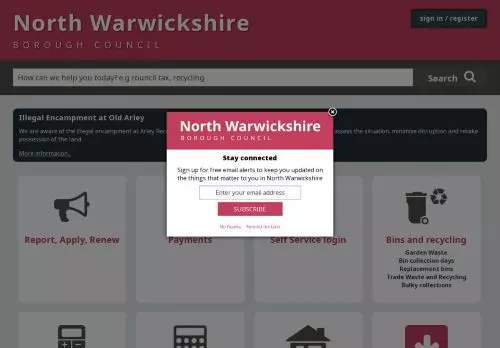 North Warwickshire
BOROUGH COUNCIL
sign in / register
How can we help you today? e.g council tax, recycling
Search
Illegal Encampment at Old Arley
We are aware of the illegal encampment at Arley Rec
assess the situation, minimise disruption and retake
possession of the land.
More information.
North Warwickshire
BOROUGH COUNCIL
Stay connected
Sign up for free email alerts to keep you updated on
the things that matter to you in North Warwickshire
Enter your email address
SUBSCRIBE
No thanks
Remind me later
Report, Apply, Renew
Payments
Self Service login
Bins and recycling
Garden Waste
Bin collection days
Replacement bins
Trade Waste and Recycling
Bulky collections